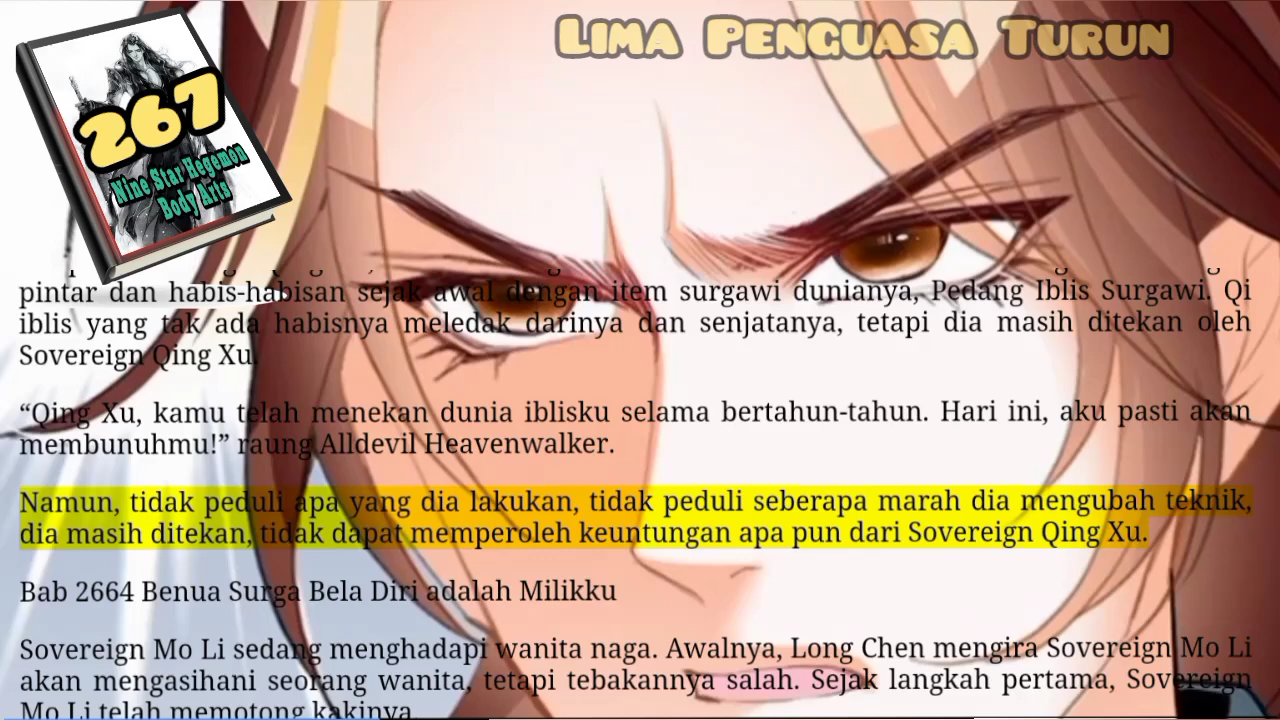 Lima Penguasa Turun
267
Nine Star Hegemon
Body Arts
pintar dan habis-habisan sejak awal dengan item surgawi dunianya, Pedang Iblis Surgawi. Qi
iblis yang tak ada habisnya meledak darinya dan senjatanya, tetapi dia masih ditekan oleh
Sovereign Qing Xu.
“Qing Xu, kamu telah menekan dunia iblisku selama bertahun-tahun. Hari ini, aku pasti akan
membunuhmu!” raung Alldevil Heavenwalker.
Namun, tidak peduli apa yang dia lakukan, tidak peduli seberapa marah dia mengubah teknik,
dia masih ditekan, tidak dapat memperoleh keuntungan apa pun dari Sovereign Qing Xu.
Bab 2664 Benua Surga Bela Diri adalah Milikku
Sovereign Mo Li sedang menghadapi wanita naga. Awalnya, Long Chen mengira Sovereign Mo Li
akan mengasihani seorang wanita, tetapi tebakannya salah. Sejak langkah pertama, Sovereign
Mo Li telah memotong kakinya.